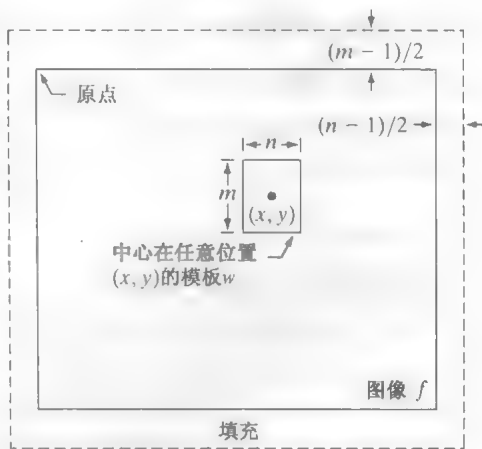 (m − 1)/2
原点
(n − 1)/2
n
m
(x, y)
中心在任意位置
(x, y)的模板w
图像 f
填充